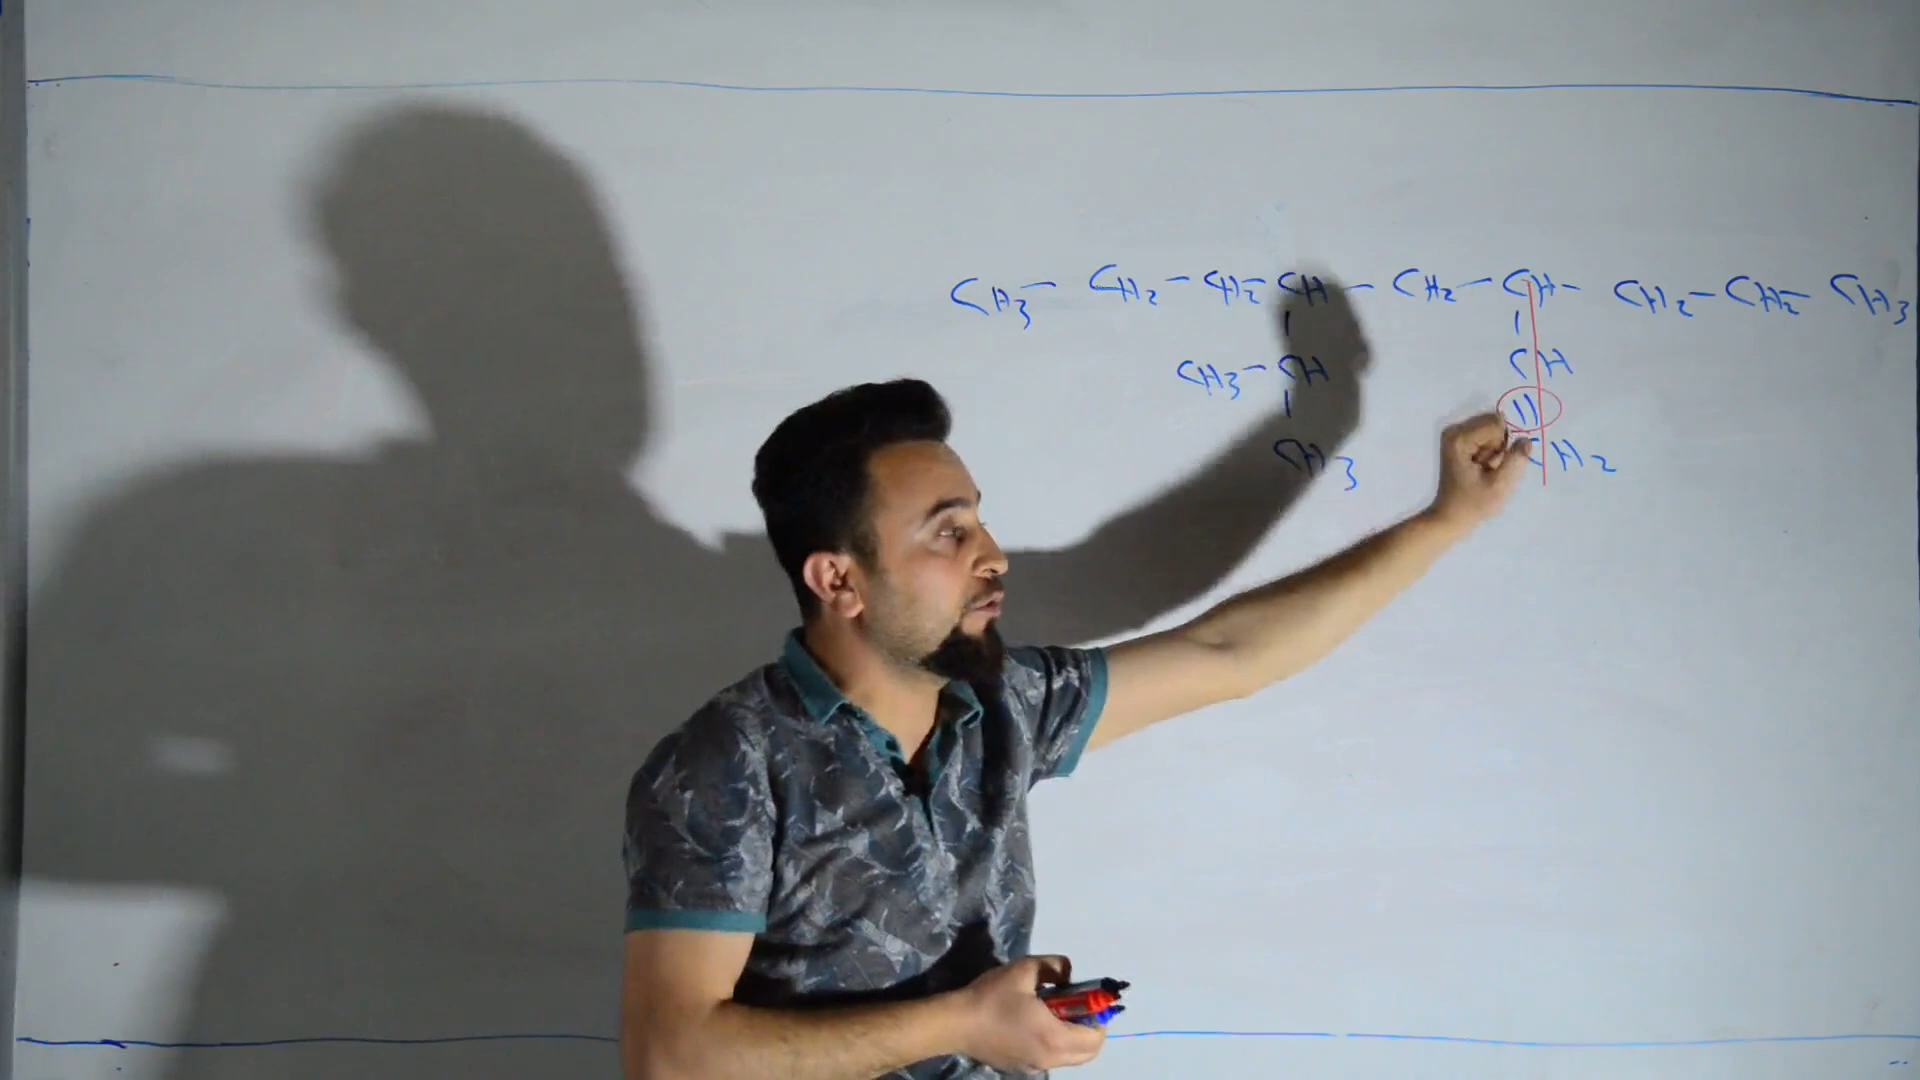 CH3 - CH2 - CH2 - CH - CH2 - CH - CH2 - CH2 - CH3
| |
CH3 - CH CH
| ||
CH3 CH2